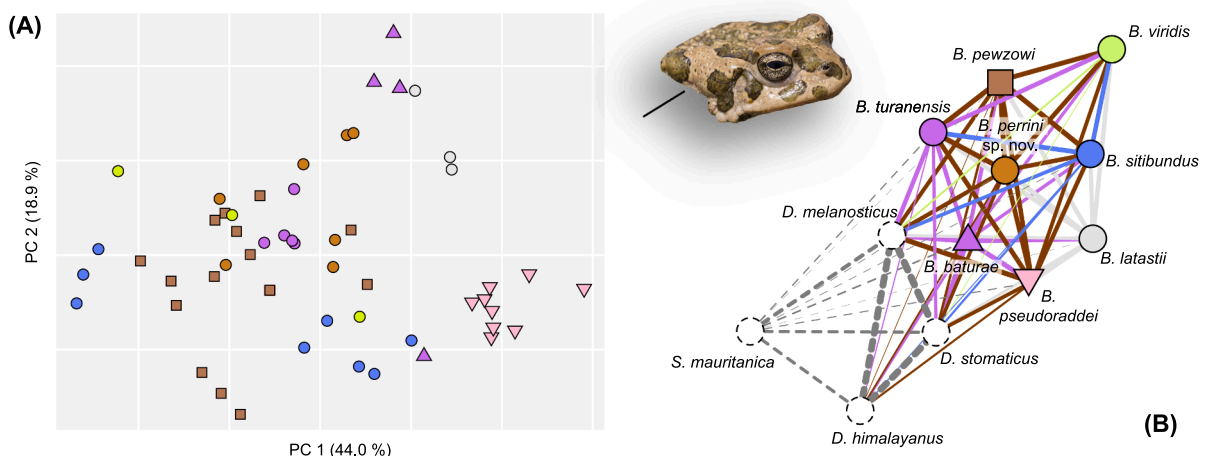 (A)
PC 2 (18.9 %)
PC 1 (44.0 %)
B. viridis
B. pewzowi
B. turanensis
B. perrini
sp. nov.
B. sitibundus
D. melanosticus
B. baturae
B. latastii
B.
pseudoraddei
S. mauritanica
D. stomaticus
D. himalayanus
(B)